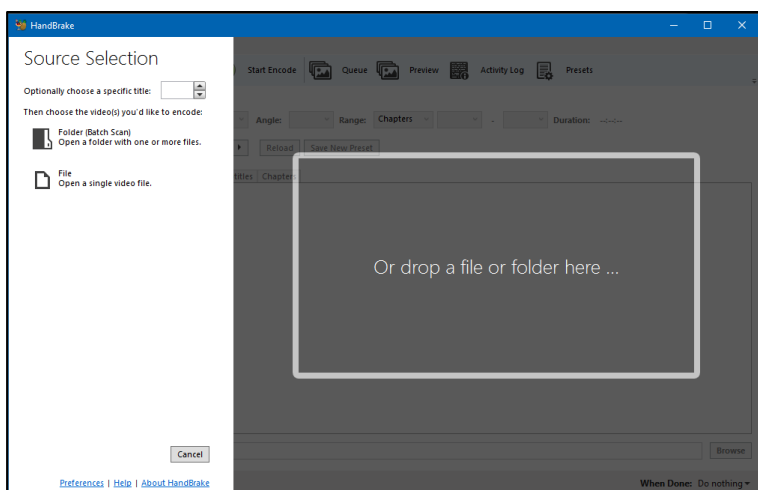 HandBrake
Source Selection
Optionally choose a specific title:
Then choose the video(s) you'd like to encode:
Folder (Batch Scan)
Open a folder with one or more files.
File
Open a single video file.
Cancel
Preferences | Help | About HandBrake
Start Encode Queue Preview Activity Log Presets
Angle: Range: Chapters - Duration: --:--:--
Reload Save New Preset
titles Chapters
Or drop a file or folder here ...
Browse
When Done: Do nothing